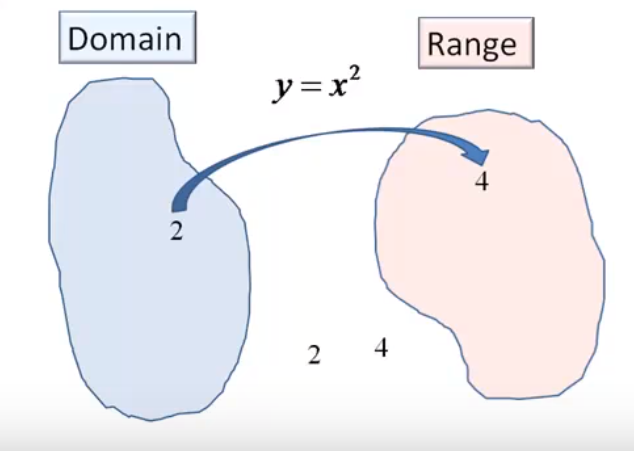 Domain
Range
y = x²
4
2
2 4